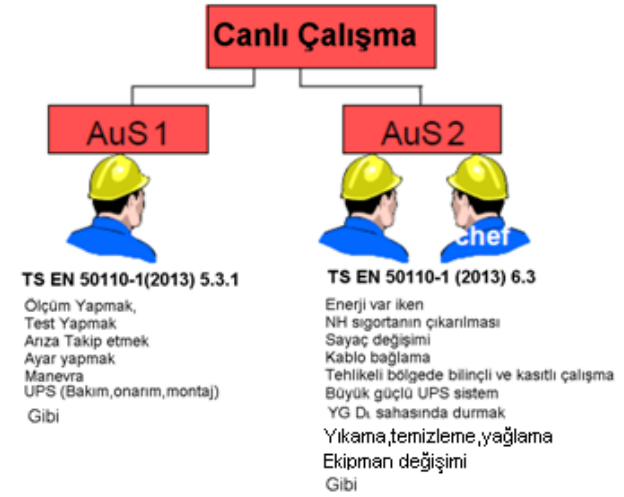 Canlı Çalışma
AuS 1
AuS 2
chef
TS EN 50110-1(2013) 5.3.1
Ölçüm Yapmak,
Test Yapmak
Arıza Takip etmek
Ayar yapmak
Manevra
UPS (Bakım,onarım,montaj)
Gibi
TS EN 50110-1 (2013) 6.3
Enerji var iken
NH sigortanın çıkarılması
Sayaç değişimi
Kablo bağlama
Tehlikeli bölgede bilinçli ve kasıtlı çalışma
Büyük güçlü UPS sistem
YG DL sahasında durmak
Yıkama,temizleme,yağlama
Ekipman değişimi
Gibi